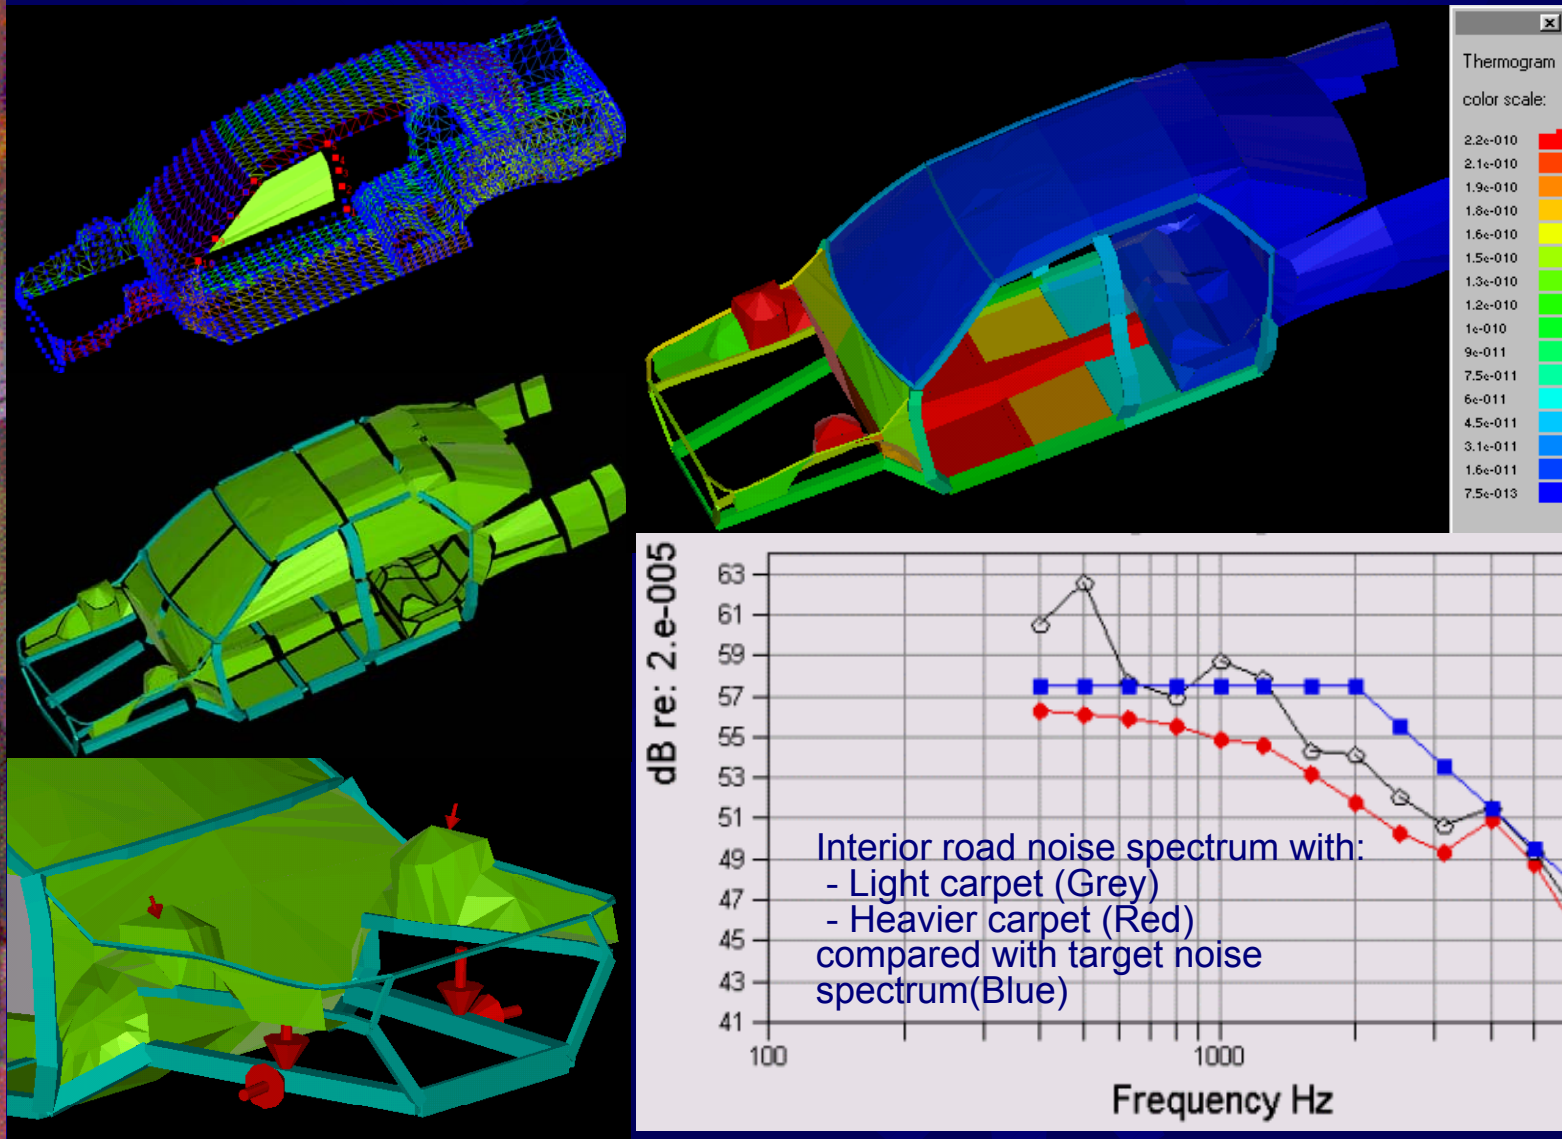 Thermogram
color scale:
2.2e-010
2.1e-010
1.9e-010
1.8e-010
1.6e-010
1.5e-010
1.3e-010
1.2e-010
1e-010
9e-011
7.5e-011
6e-011
4.5e-011
3.1e-011
1.6e-011
7.5e-013
dB re: 2.e-005
63
61
59
57
55
53
51
49
47
45
43
41
Interior road noise spectrum with:
- Light carpet (Grey)
- Heavier carpet (Red)
compared with target noise
spectrum(Blue)
100
1000
Frequency Hz